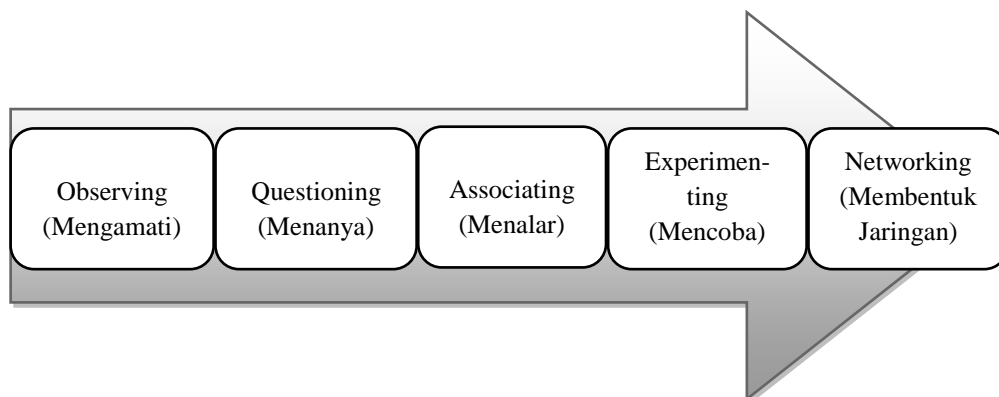 Observing
(Mengamati)
Questioning
(Menanya)
Associating
(Menalar)
Experimen-
ting
(Mencoba)
Networking
(Membentuk
Jaringan)